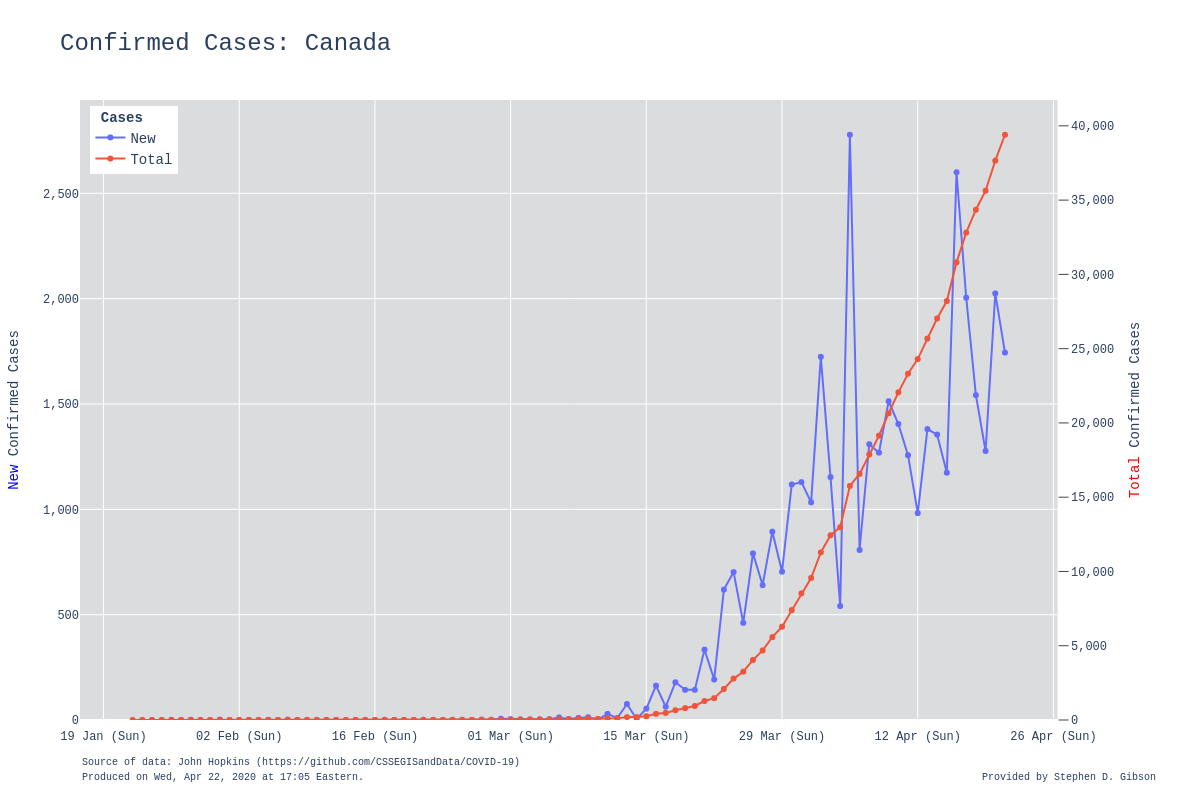 Confirmed Cases: Canada
Cases
New
Total
2,500
2,000
1,500
1,000
500
0
New Confirmed Cases
40,000
35,000
30,000
25,000
20,000
15,000
10,000
5,000
0
Total Confirmed Cases
19 Jan (Sun) 02 Feb (Sun) 16 Feb (Sun) 01 Mar (Sun) 15 Mar (Sun) 29 Mar (Sun) 12 Apr (Sun) 26 Apr (Sun)
Source of data: John Hopkins (https://github.com/CSSEGISandData/COVID-19)
Produced on Wed, Apr 22, 2020 at 17:05 Eastern.
Provided by Stephen D. Gibson